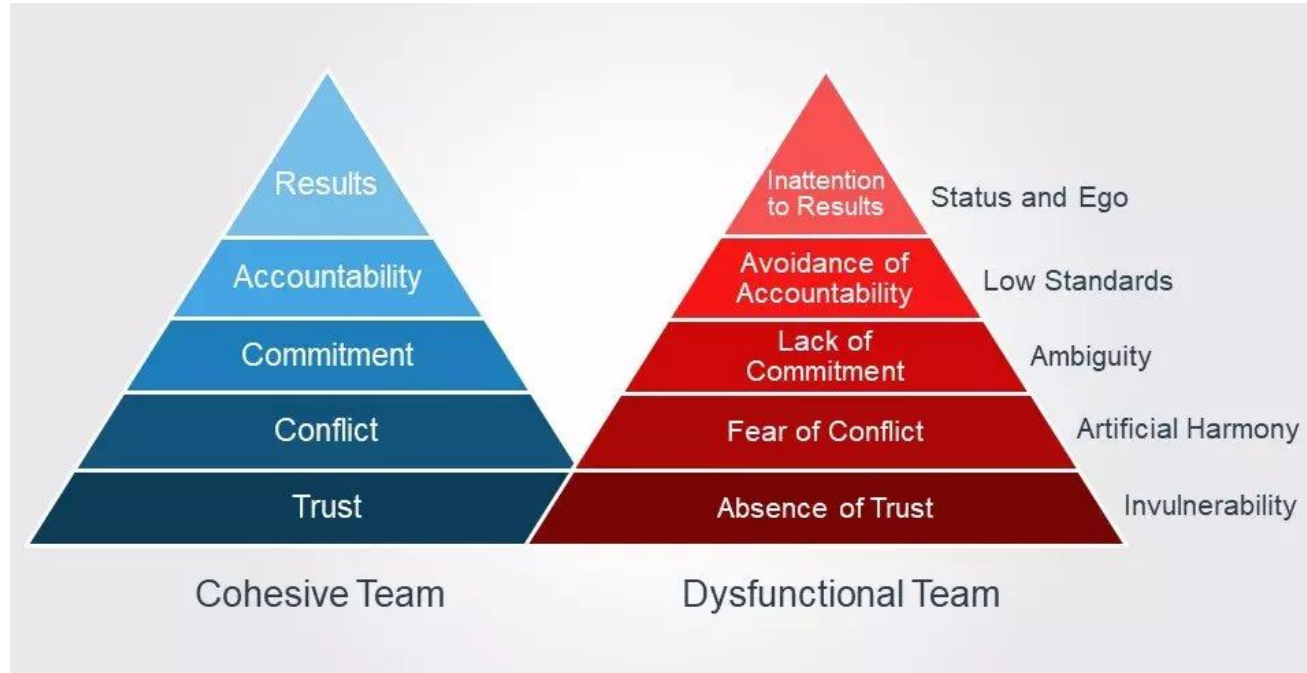 Results
Accountability
Commitment
Conflict
Trust
Cohesive Team
Inattention
to Results
Status and Ego
Avoidance of
Accountability
Low Standards
Lack of
Commitment
Ambiguity
Fear of Conflict
Artificial Harmony
Absence of Trust
Invulnerability
Dysfunctional Team